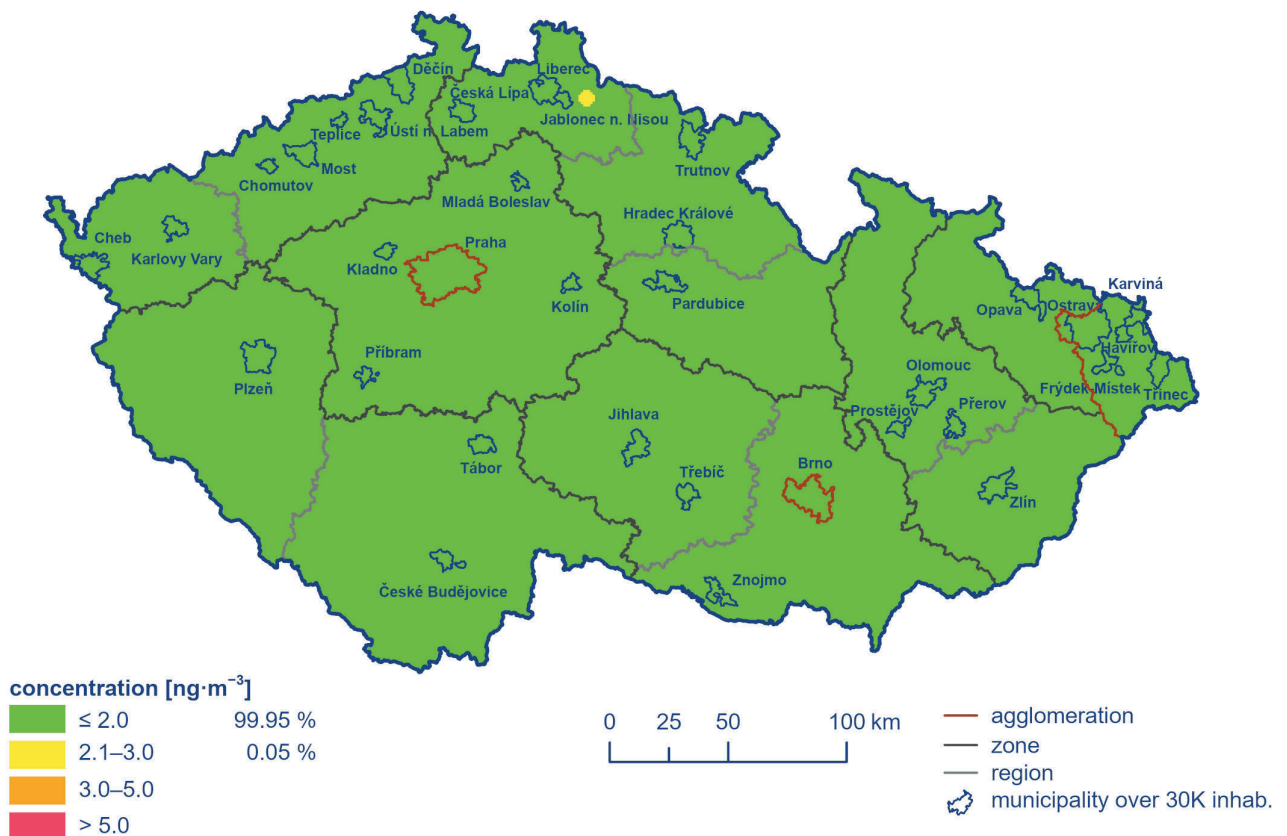 Děčín
Liberec
Česká Lípa
Jablonec n. Nisou
Teplice
Ústí n. Labem
Most
Chomutov
Trutnov
Mladá Boleslav
Hradec Králové
Cheb
Karlovy Vary
Praha
Kladno
Kolín
Pardubice
Karviná
Opava
Ostrava
Havířov
Příbram
Plzeň
Olomouc
Frýdek Místek
Třinec
Prostějov
Přerov
Jihlava
Tábor
Třebíč
Brno
Zlín
České Budějovice
Znojmo
concentration [ng·m⁻³]
≤ 2.0 99.95 %
2.1–3.0 0.05 %
3.0–5.0
> 5.0
0 25 50 100 km
agglomeration
zone
region
municipality over 30K inhab.